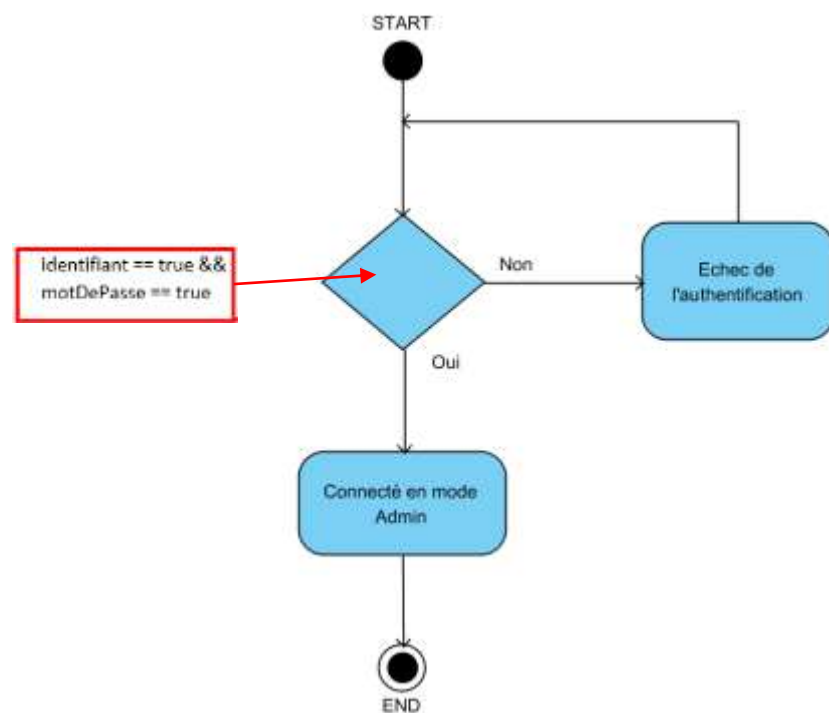 START
identifiant == true &&
motDePasse == true
Non
Echec de
l'authentification
Oui
Connecté en mode
Admin
END